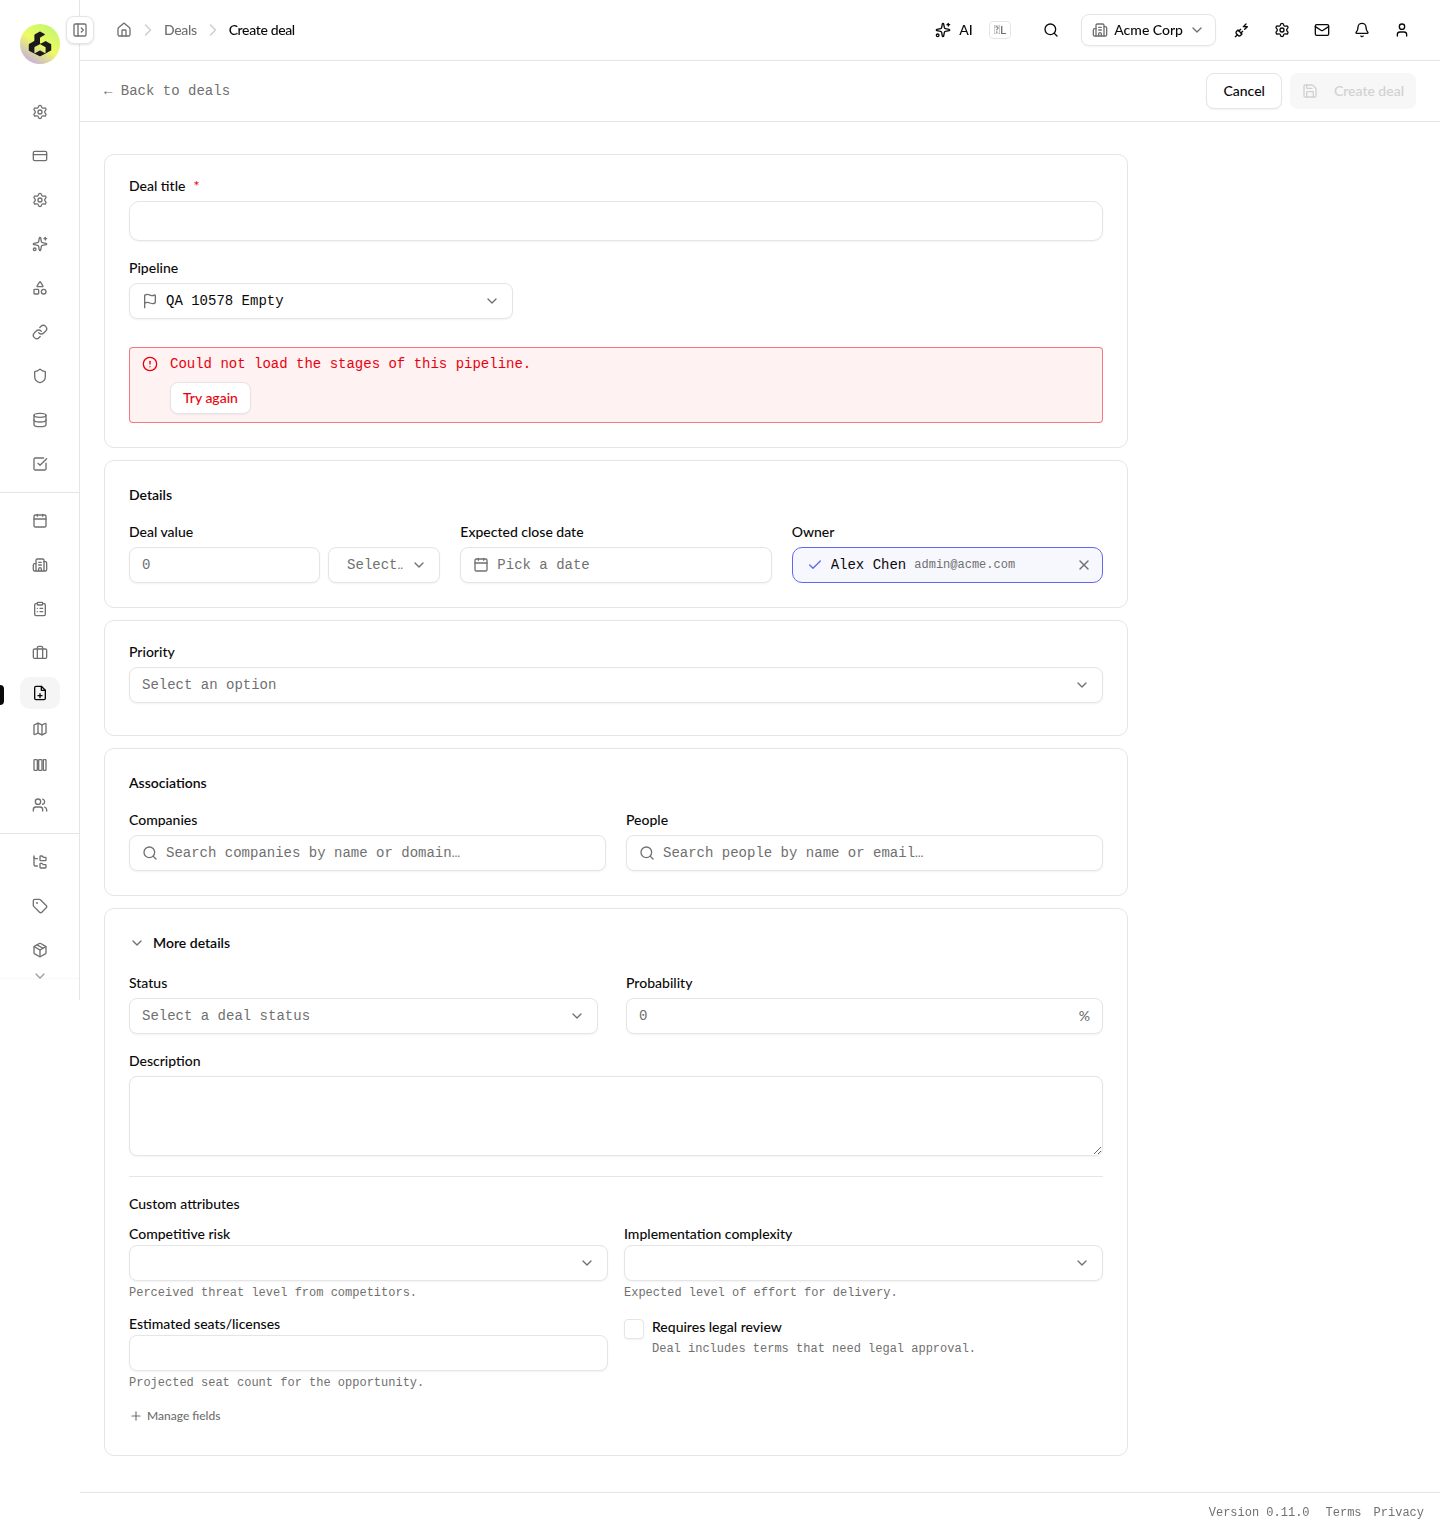 Deals
Create deal
AI
L
Acme Corp
← Back to deals
Cancel
Create deal
Deal title *
Pipeline
QA 10578 Empty
Could not load the stages of this pipeline.
Try again
Details
Deal value
Expected close date
Owner
0
Select…
Pick a date
Alex Chen admin@acme.com
Priority
Select an option
Associations
Companies
People
Search companies by name or domain…
Search people by name or email…
More details
Status
Probability
Select a deal status
0
%
Description
Custom attributes
Competitive risk
Implementation complexity
Perceived threat level from competitors.
Expected level of effort for delivery.
Estimated seats/licenses
Requires legal review
Deal includes terms that need legal approval.
Projected seat count for the opportunity.
Manage fields
Version 0.11.0 Terms Privacy